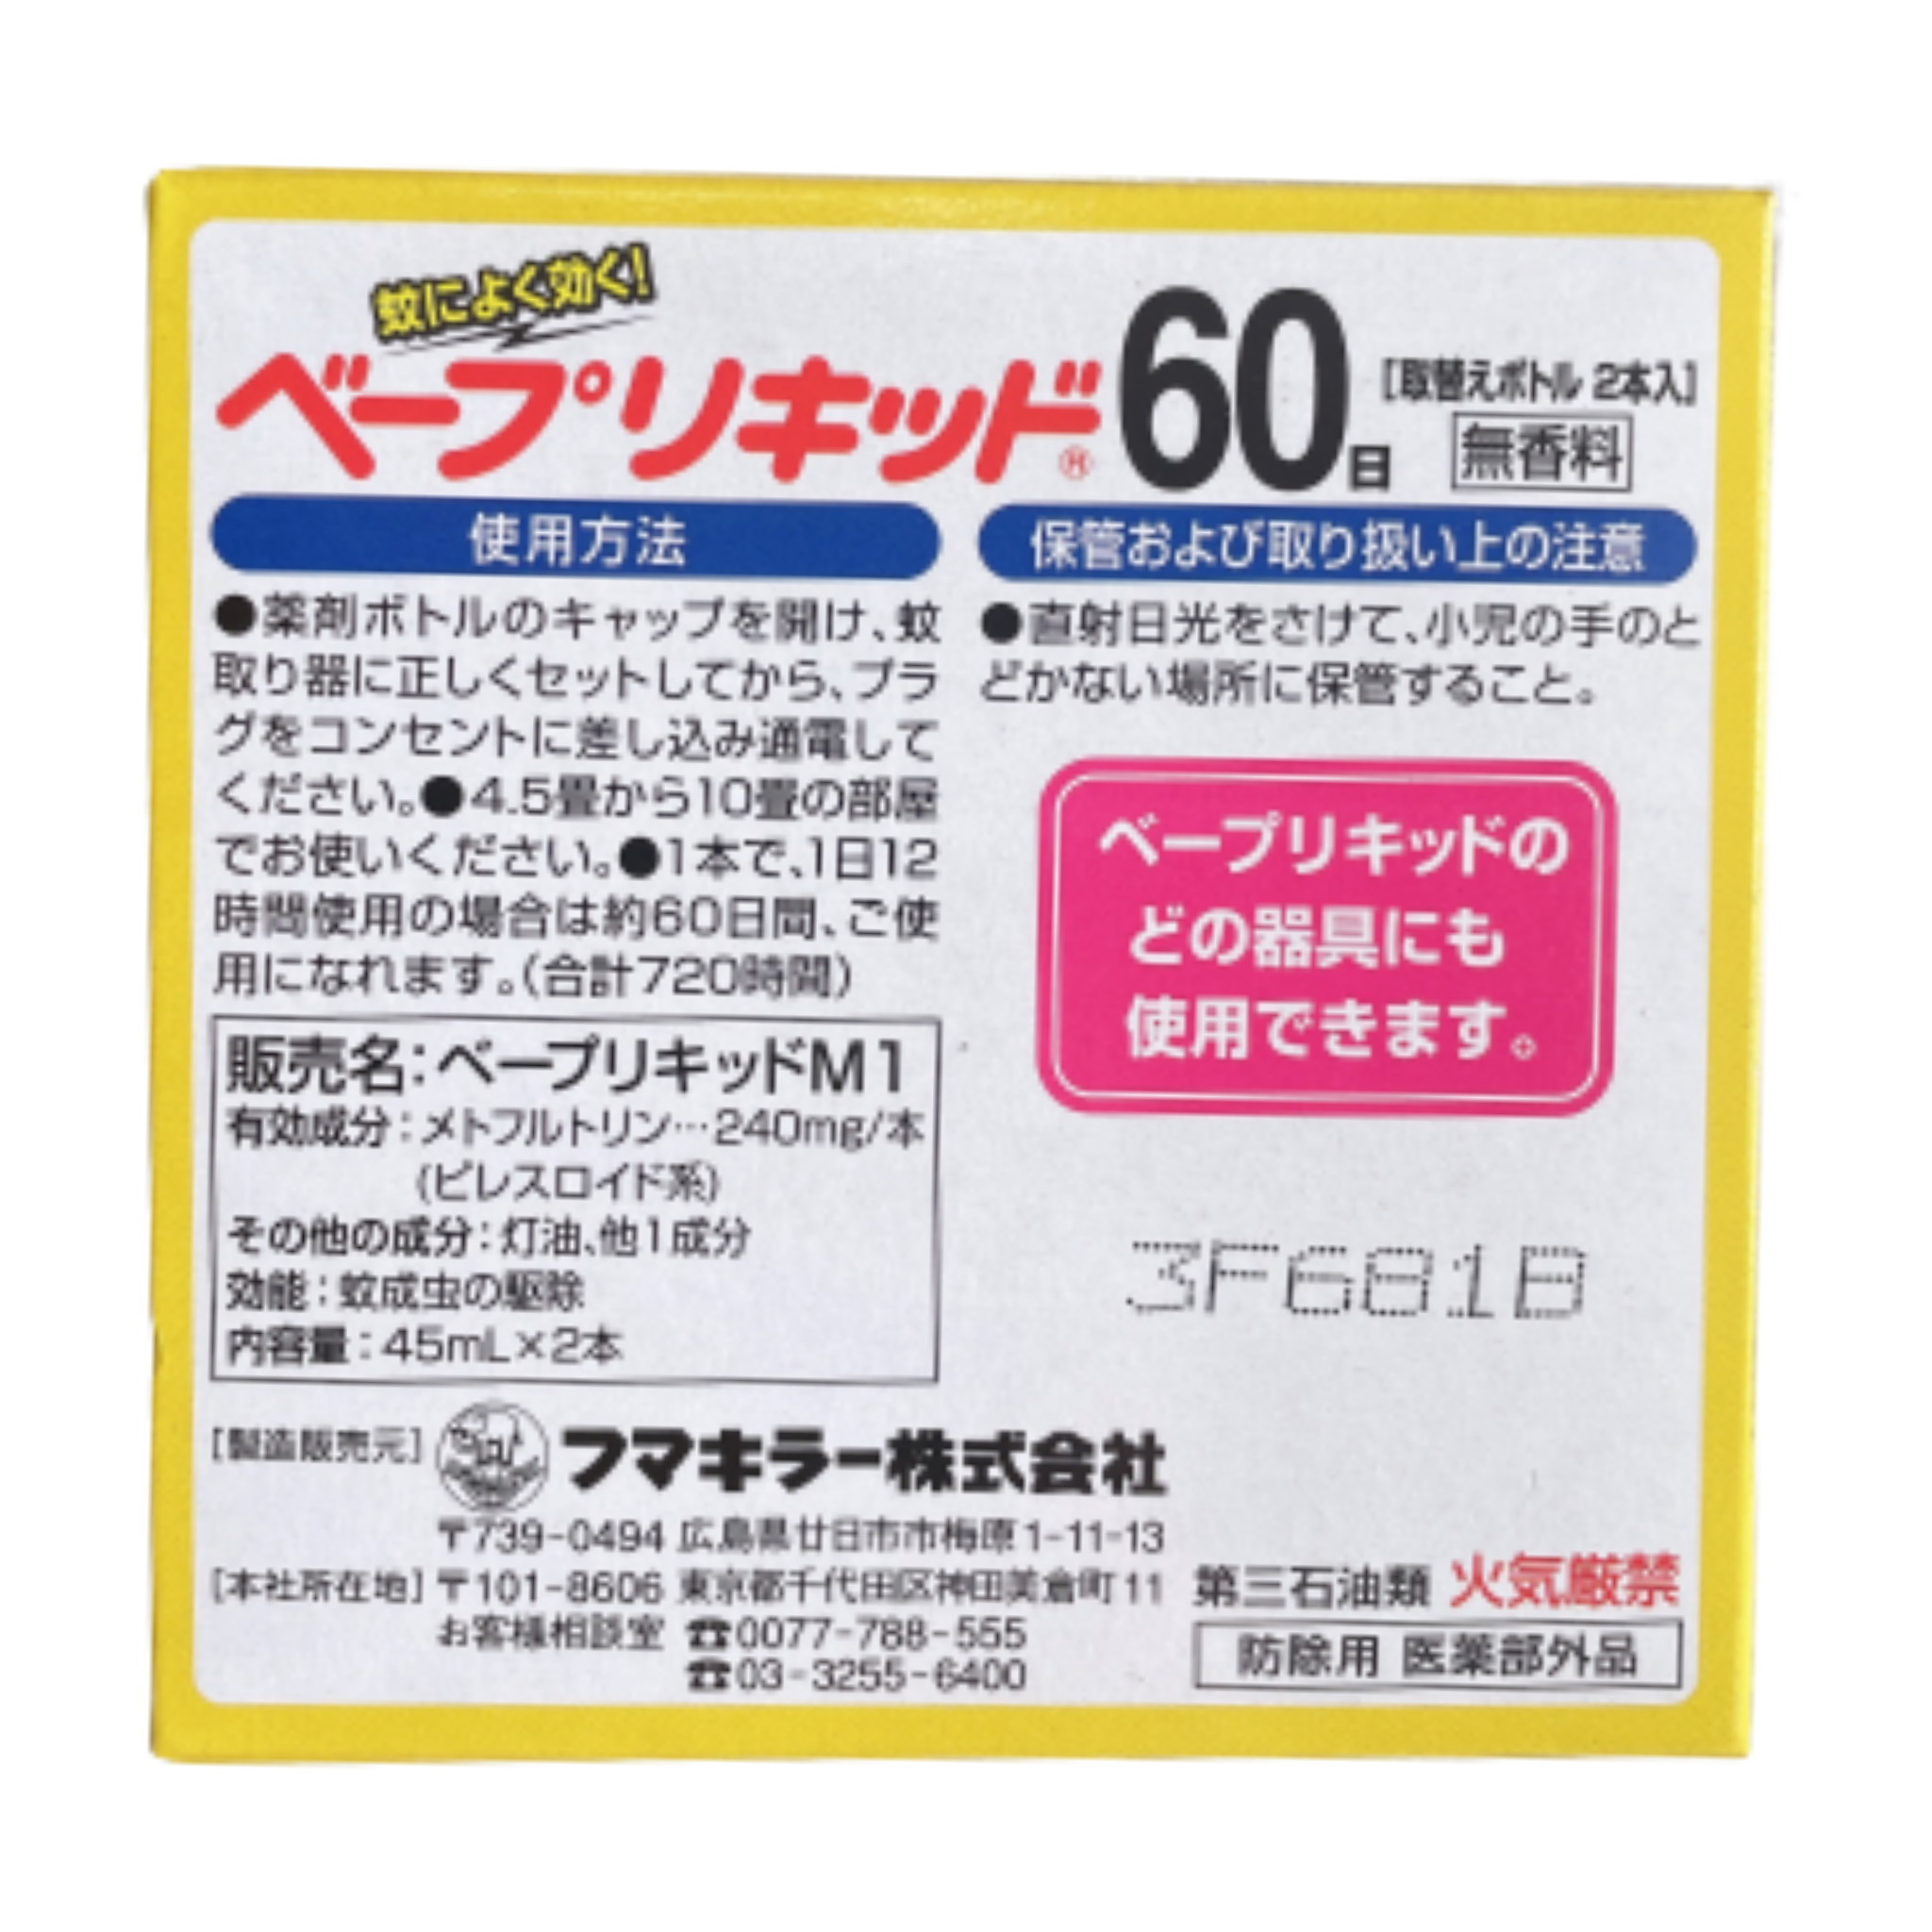 蚊によく効く!
ベープリキッド® 60日 [取替えボトル 2本入]
無香料
使用方法
●薬剤ボトルのキャップを開け、蚊
取り器に正しくセットしてから、プラ
グをコンセントに差し込み通電して
ください。●4.5畳から10畳の部屋
でお使いください。●1本で、1日12
時間使用の場合は約60日間、ご使
用になれます。(合計720時間)
保管および取り扱い上の注意
●直射日光をさけて、小児の手のと
どかない場所に保管すること。
ベープリキッドの
どの器具にも
使用できます。
販売名:ベープリキッドM1
有効成分:メトフルトリン…240mg/本
(ピレスロイド系)
その他の成分:灯油、他1成分
効能:蚊成虫の駆除
内容量:45mL×2本
3F681B
[製造販売元] フマキラー株式会社
〒739-0494 広島県廿日市市梅原1-11-13
[本社所在地] 〒101-8606 東京都千代田区神田美倉町11
お客様相談室 ☎0077-788-555
☎03-3255-6400
第三石油類 火気厳禁
防除用 医薬部外品